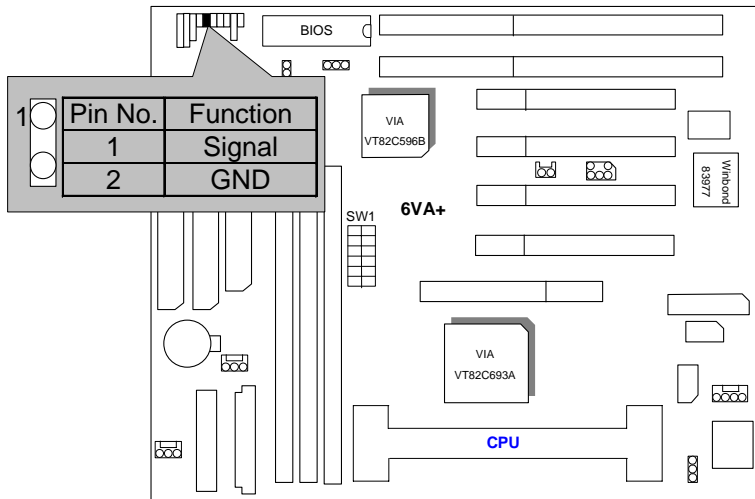 BIOS
1
Pin No. Function
1 Signal
2 GND
VIA
VT82C596B
Winbond
83977
6VA+
SW1
VIA
VT82C693A
CPU